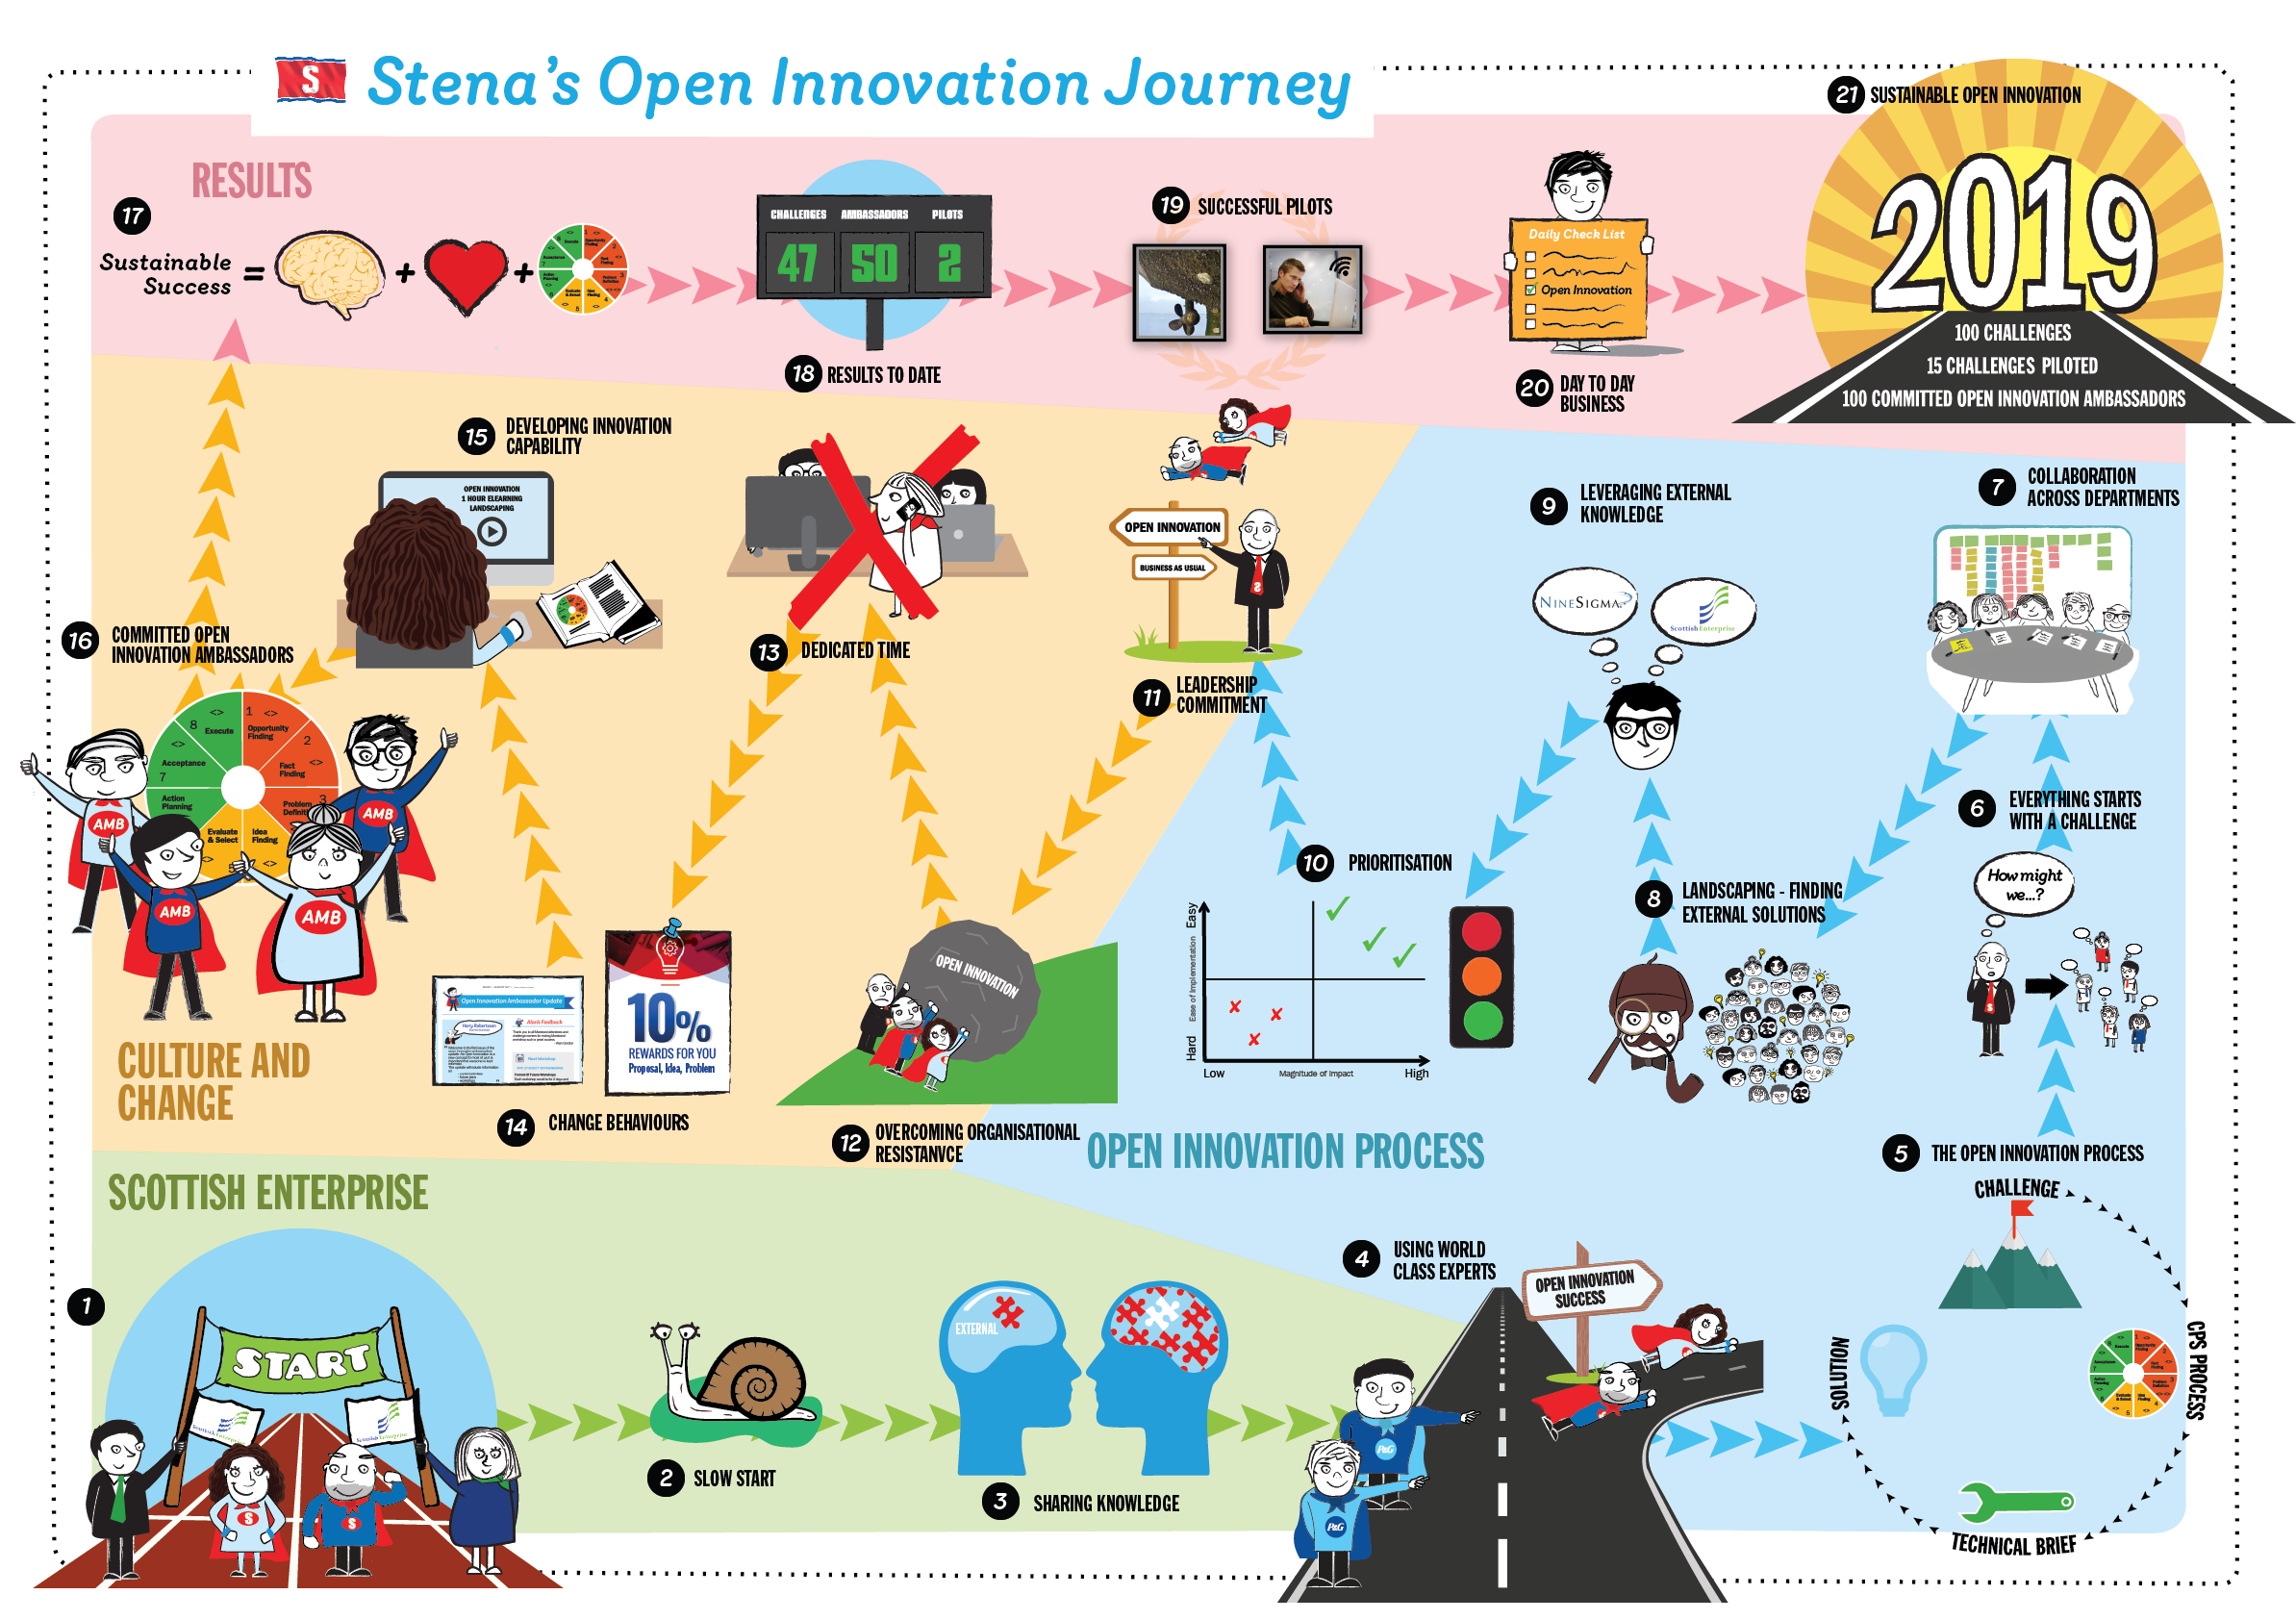 S Stena's Open Innovation Journey
21 SUSTAINABLE OPEN INNOVATION
RESULTS
17
Sustainable
Success = + +
CHALLENGES AMBASSADORS PILOTS
47 50 2
18 RESULTS TO DATE
19 SUCCESSFUL PILOTS
Daily Check List
Open Innovation
20 DAY TO DAY
BUSINESS
2019
100 CHALLENGES
15 CHALLENGES PILOTED
100 COMMITTED OPEN INNOVATION AMBASSADORS
15 DEVELOPING INNOVATION
CAPABILITY
OPEN INNOVATION
1 HOUR ELEARNING
LANDSCAPING
13 DEDICATED TIME
OPEN INNOVATION
BUSINESS AS USUAL
11 LEADERSHIP
COMMITMENT
9 LEVERAGING EXTERNAL
KNOWLEDGE
NINESIGMA
Scottish Enterprise
7 COLLABORATION
ACROSS DEPARTMENTS
16 COMMITTED OPEN
INNOVATION AMBASSADORS
1 Opportunity
Finding
2 Fact
Finding
3 Problem
Idea
Finding
Evaluate
& Select
Action
Planning
7 Acceptance
8 Execute
AMB
AMB
AMB
AMB
CULTURE AND
CHANGE
Open Innovation Ambassador Update
10%
REWARDS FOR YOU
Proposal, Idea, Problem
14 CHANGE BEHAVIOURS
OPEN INNOVATION
12 OVERCOMING ORGANISATIONAL
RESISTANVCE
10 PRIORITISATION
Easy
Ease of Implementation
Hard
Low
Magnitude of Impact
High
8 LANDSCAPING - FINDING
EXTERNAL SOLUTIONS
6 EVERYTHING STARTS
WITH A CHALLENGE
How might
we...?
OPEN INNOVATION PROCESS
5 THE OPEN INNOVATION PROCESS
CHALLENGE
CPS PROCESS
TECHNICAL BRIEF
SOLUTION
SCOTTISH ENTERPRISE
1
START
Scottish Enterprise
Scottish Enterprise
S
S
2 SLOW START
EXTERNAL
3 SHARING KNOWLEDGE
4 USING WORLD
CLASS EXPERTS
OPEN INNOVATION
SUCCESS
P&G
P&G